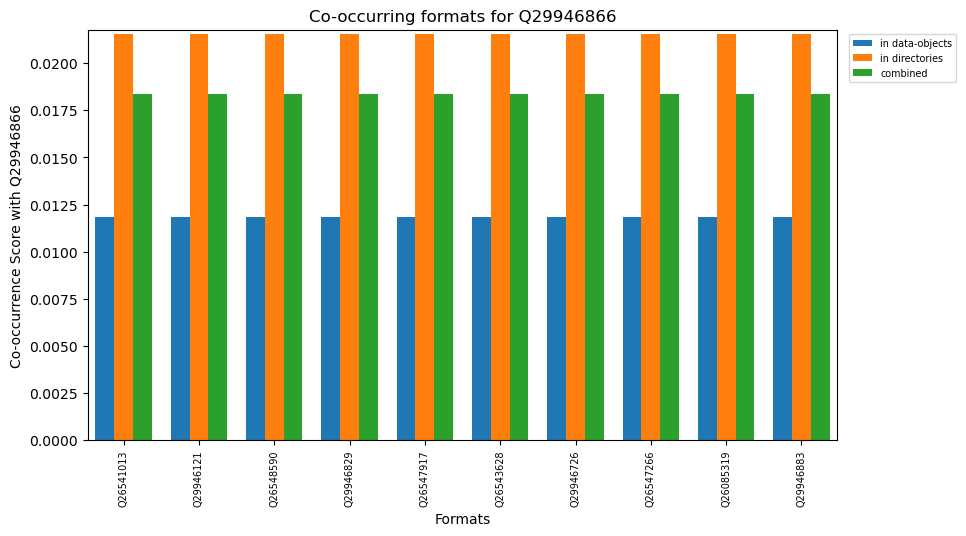 Co-occurring formats for Q29946866
in data-objects
in directories
combined
Co-occurrence Score with Q29946866
0.0200
0.0175
0.0150
0.0125
0.0100
0.0075
0.0050
0.0025
0.0000
Q26541013
Q29946121
Q26548590
Q29946829
Q26547917
Q26543628
Q29946726
Q26547266
Q26085319
Q29946883
Formats